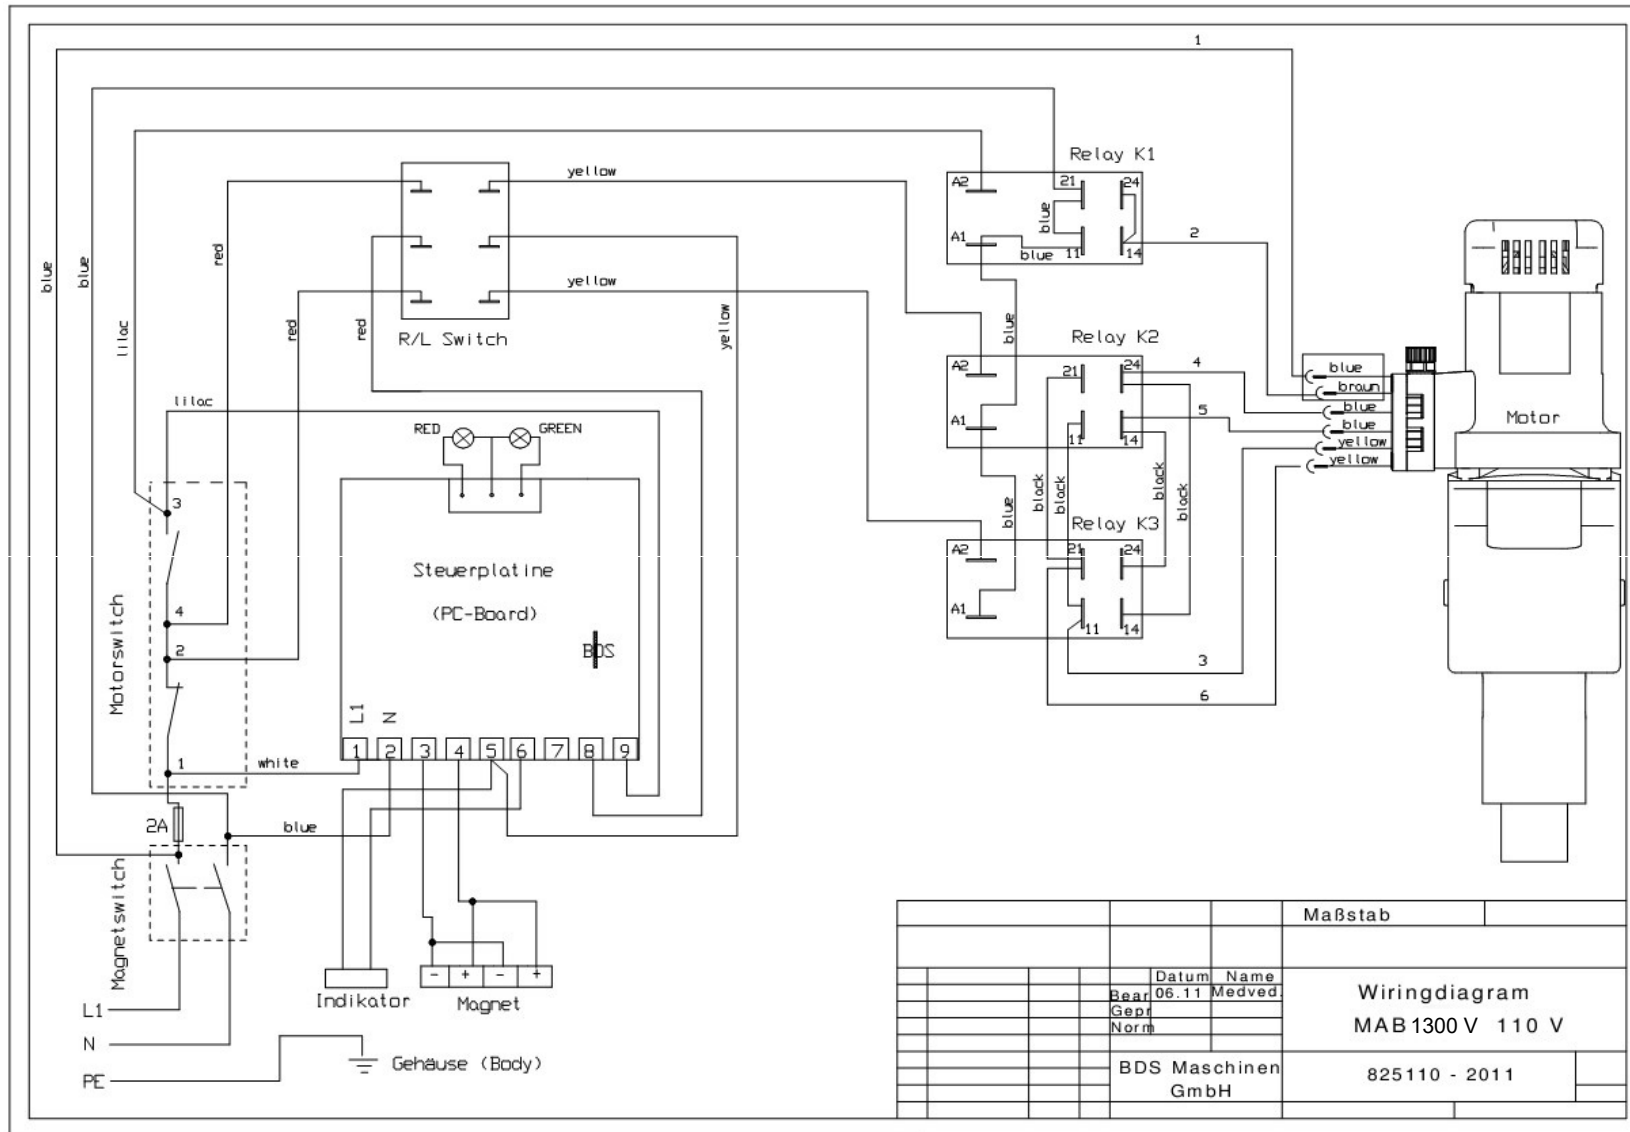 1
Relay K1
A2
21
24
yellow
blue
A1
blue
11
14
2
red
blue
blue
yellow
lilac
red
red
R/L Switch
yellow
blue
Relay K2
A2
21
24
4
blue
braun
blue
5
blue
yellow
yellow
Motor
lilac
RED
GREEN
A1
11
14
black
black
black
black
blue
Relay K3
3
A2
21
24
Steuerplatine
(PC-Board)
4
A1
11
14
BDS
2
3
6
Motorswitch
L1
N
1
2
3
4
5
6
7
8
9
1
white
2A
blue
Magnetswitch
-
+
-
+
Indikator
Magnet
L1
N
PE
Gehäuse (Body)
Maßstab
Datum
Name
Bear
06.11
Medved.
Gepr
Norm
Wiringdiagram
MAB 1300 V 110 V
BDS Maschinen
GmbH
825110 - 2011